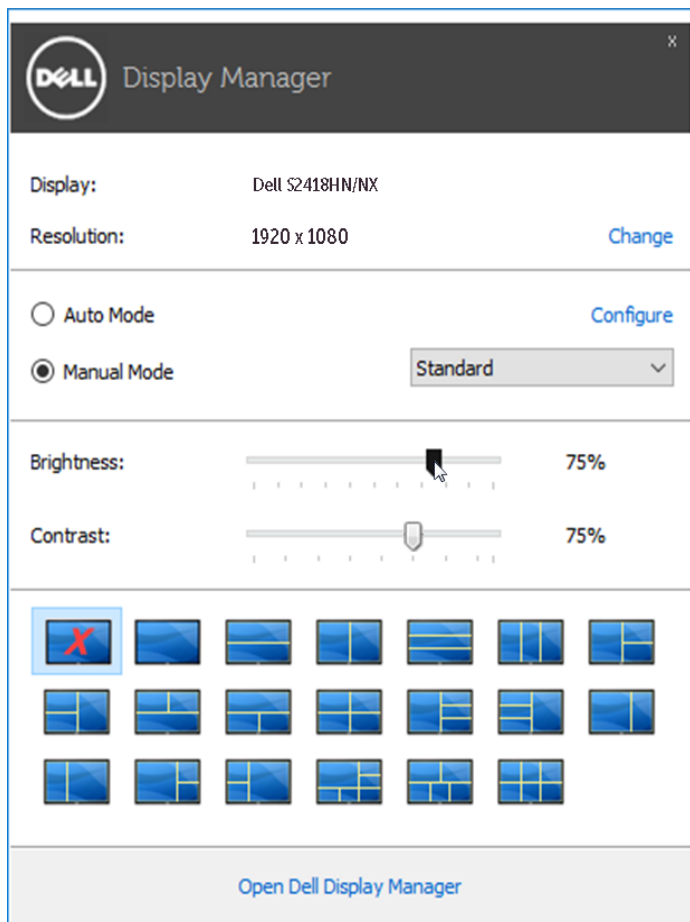 DELL Display Manager x
Display: Dell S2418HN/NX
Resolution: 1920 x 1080 Change
Auto Mode Configure
Manual Mode Standard
Brightness: 75%
Contrast: 75%
X
Open Dell Display Manager